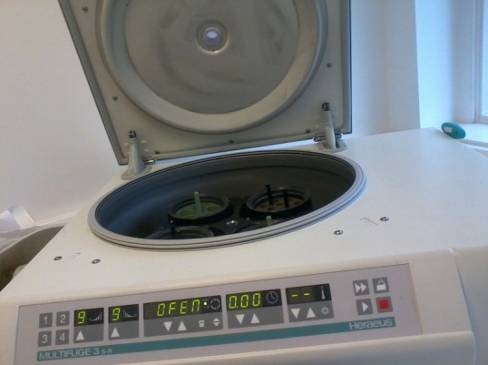 1 2
3 4
9
9
OPEN
0.00
--
MULTIFUGE 3 S-R
Heraeus